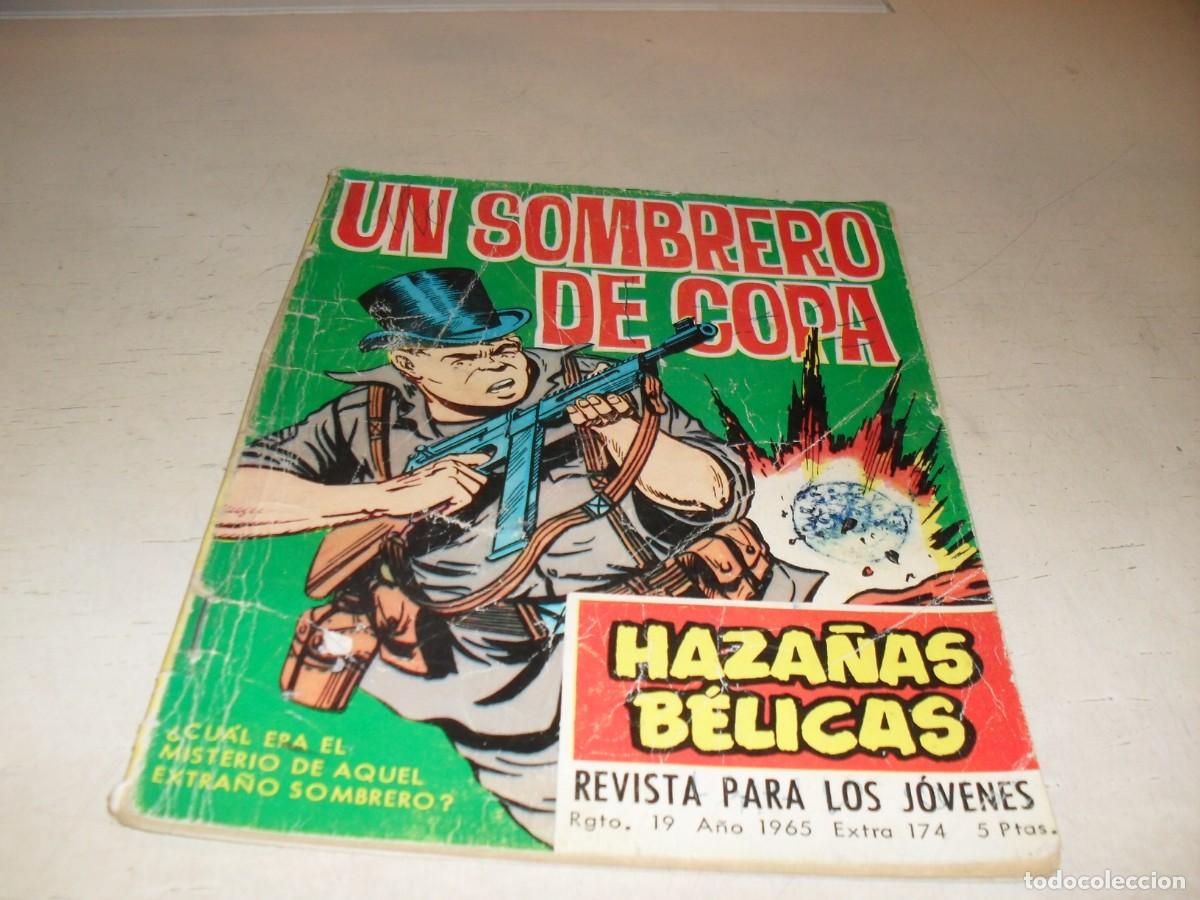 UN SOMBRERO
DE COPA
HAZAÑAS
BÉLICAS
¿CUÁL ERA EL
MISTERIO DE AQUEL
EXTRAÑO SOMBRERO?
REVISTA PARA LOS JÓVENES
Rgto. 19 Año 1965 Extra 174 5 Ptas.
todocoleccion